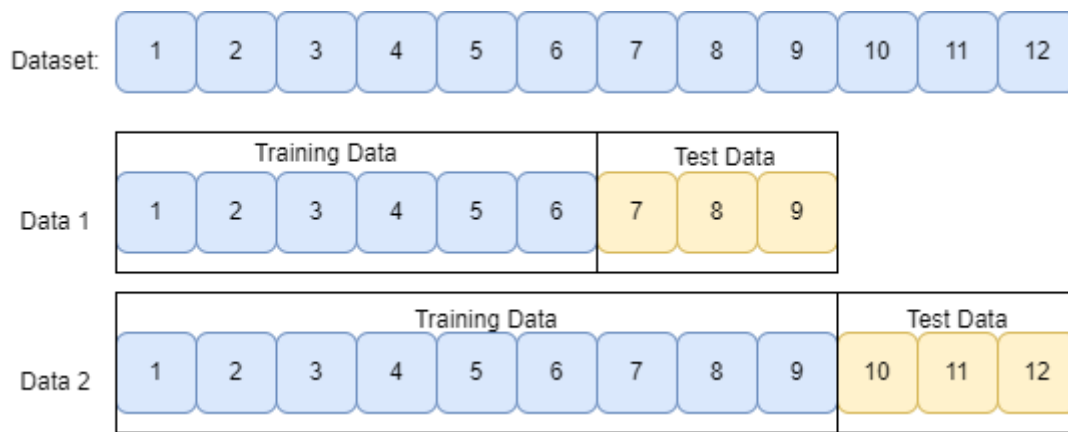 Dataset: 1 2 3 4 5 6 7 8 9 10 11 12
Training Data Test Data
Data 1 1 2 3 4 5 6 7 8 9
Training Data Test Data
Data 2 1 2 3 4 5 6 7 8 9 10 11 12